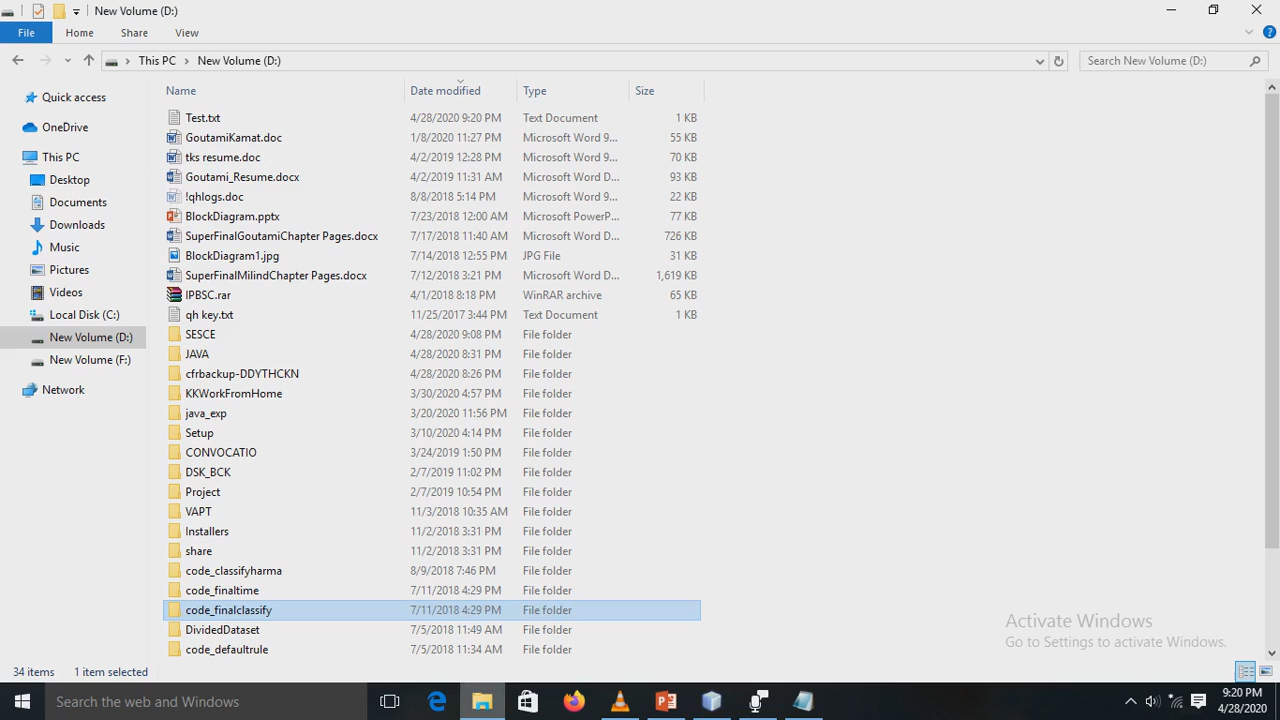 New Volume (D:)
File Home Share View
This PC New Volume (D:) Search New Volume (D:)
Name Date modified Type Size
Quick access
OneDrive
This PC
Desktop
Documents
Downloads
Music
Pictures
Videos
Local Disk (C:)
New Volume (D:)
New Volume (F:)
Network
Test.txt 4/28/2020 9:20 PM Text Document 1 KB
GoutamiKamat.doc 1/8/2020 11:27 PM Microsoft Word 9... 55 KB
tks resume.doc 4/2/2019 12:28 PM Microsoft Word 9... 70 KB
Goutami_Resume.docx 4/2/2019 11:31 AM Microsoft Word D... 93 KB
!qhlogs.doc 8/8/2018 5:14 PM Microsoft Word 9... 22 KB
BlockDiagram.pptx 7/23/2018 12:00 AM Microsoft PowerP... 77 KB
SuperFinalGoutamiChapter Pages.docx 7/17/2018 11:40 AM Microsoft Word D... 726 KB
BlockDiagram1.jpg 7/14/2018 12:55 PM JPG File 31 KB
SuperFinalMilindChapter Pages.docx 7/12/2018 3:21 PM Microsoft Word D... 1,619 KB
IPBSC.rar 4/1/2018 8:18 PM WinRAR archive 65 KB
qh key.txt 11/25/2017 3:44 PM Text Document 1 KB
SESCE 4/28/2020 9:08 PM File folder
JAVA 4/28/2020 8:31 PM File folder
cfrbackup-DDYTHCKN 4/28/2020 8:26 PM File folder
KKWorkFromHome 3/30/2020 4:57 PM File folder
java_exp 3/20/2020 11:56 PM File folder
Setup 3/10/2020 4:14 PM File folder
CONVOCATIO 3/24/2019 1:50 PM File folder
DSK_BCK 2/7/2019 11:02 PM File folder
Project 2/7/2019 10:54 PM File folder
VAPT 11/3/2018 10:35 AM File folder
Installers 11/2/2018 3:31 PM File folder
share 11/2/2018 3:31 PM File folder
code_classifyharma 8/9/2018 7:46 PM File folder
code_finaltime 7/11/2018 4:29 PM File folder
code_finalclassify 7/11/2018 4:29 PM File folder
DividedDataset 7/5/2018 11:49 AM File folder
code_defaultrule 7/5/2018 11:34 AM File folder
Activate Windows
Go to Settings to activate Windows.
34 items 1 item selected
Search the web and Windows
9:20 PM
4/28/2020